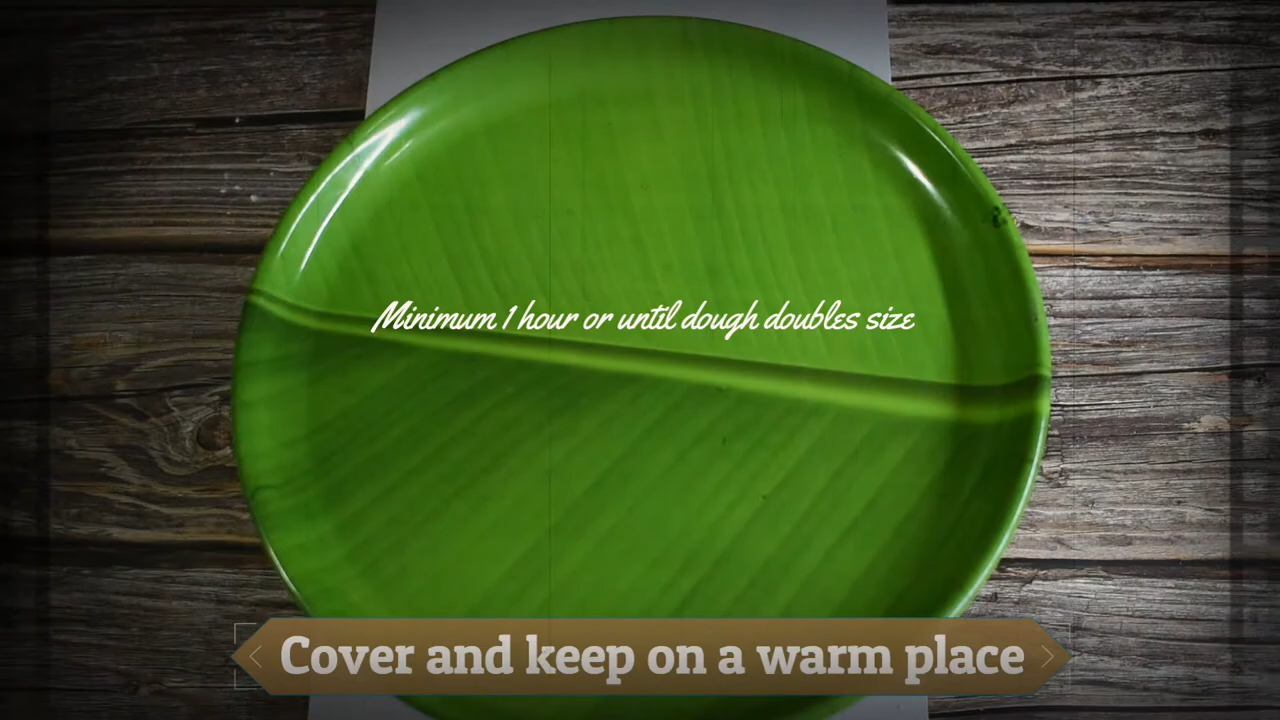 Minimum 1 hour or until dough doubles size
Cover and keep on a warm place